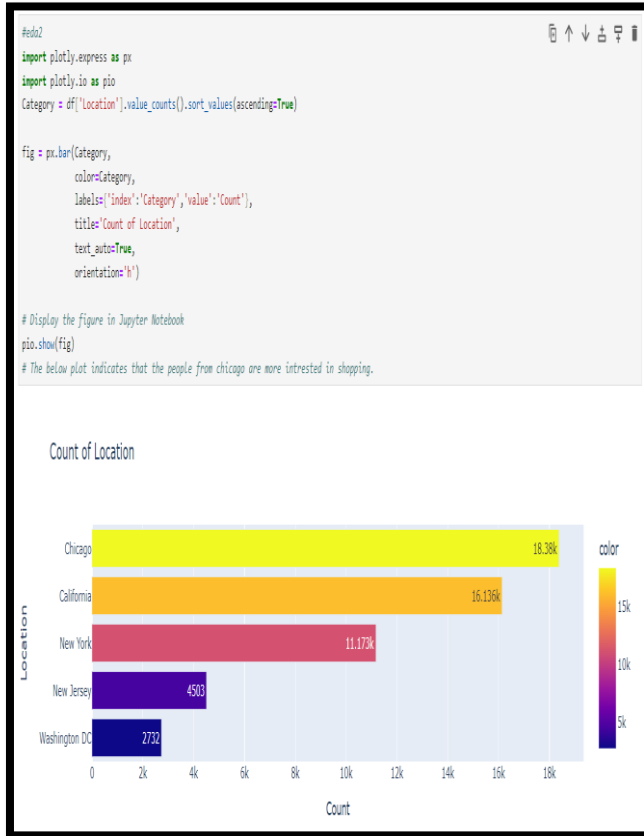 #eda2
import plotly.express as px
import plotly.io as pio
Category = df['Location'].value_counts().sort_values(ascending=True)
fig = px.bar(Category,
color=Category,
labels={'index':'Category','value':'Count'},
title='Count of Location',
text_auto=True,
orientation='h')
# Display the figure in Jupyter Notebook
pio.show(fig)
# The below plot indicates that the people from chicago are more intrested in shopping.
Count of Location
Chicago 18.38k
California 16.136k
New York 11.173k
New Jersey 4503
Washington DC 2732
Location
0 2k 4k 6k 8k 10k 12k 14k 16k 18k
Count
color
15k
10k
5k